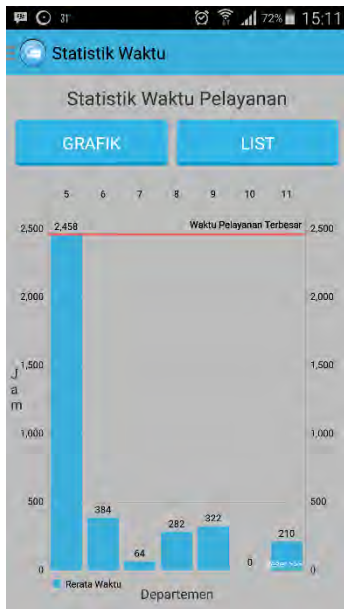 31° 72% 15:11
Statistik Waktu
Statistik Waktu Pelayanan
GRAFIK LIST
5 6 7 8 9 10 11
Waktu Pelayanan Terbesar
2,500 2,458 2,500
2,000 2,000
1,500 1,500
Jam
1,000 1,000
500 500
384
322
282
210
64
0
0 0
Rerata Waktu
Departemen